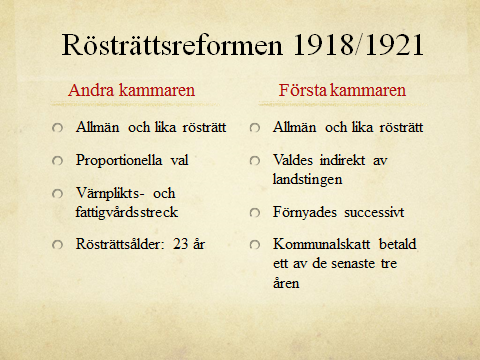 Rösträttsreformen 1918/1921
Andra kammaren
Allmän och lika rösträtt
Proportionella val
Värnplikts- och
fattigvårdsstreck
Rösträttsålder: 23 år
Första kammaren
Allmän och lika rösträtt
Valdes indirekt av
landstingen
Förnyades successivt
Kommunalskatt betald
ett av de senaste tre
åren